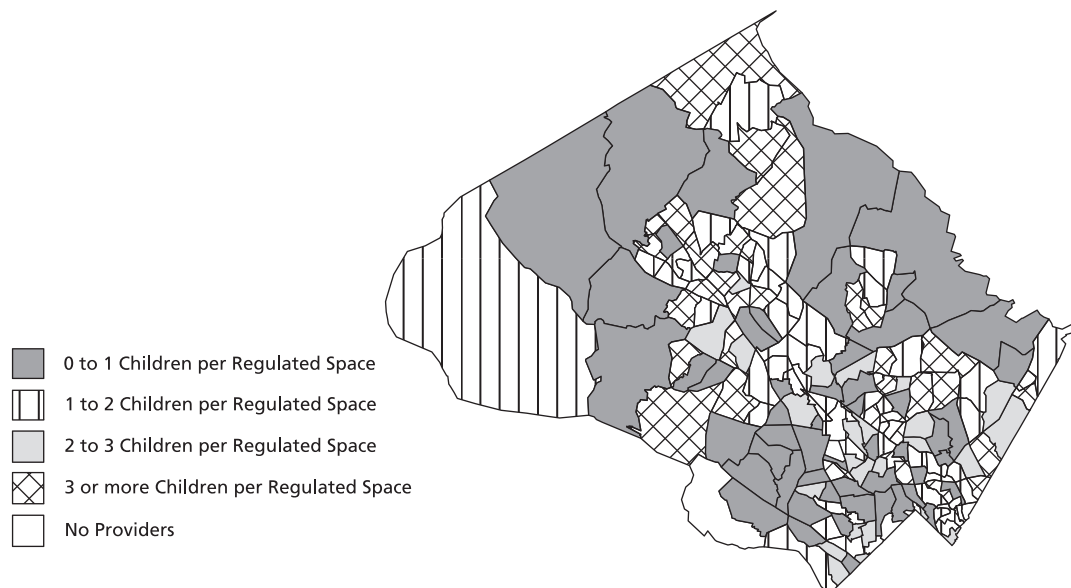 0 to 1 Children per Regulated Space
1 to 2 Children per Regulated Space
2 to 3 Children per Regulated Space
3 or more Children per Regulated Space
No Providers